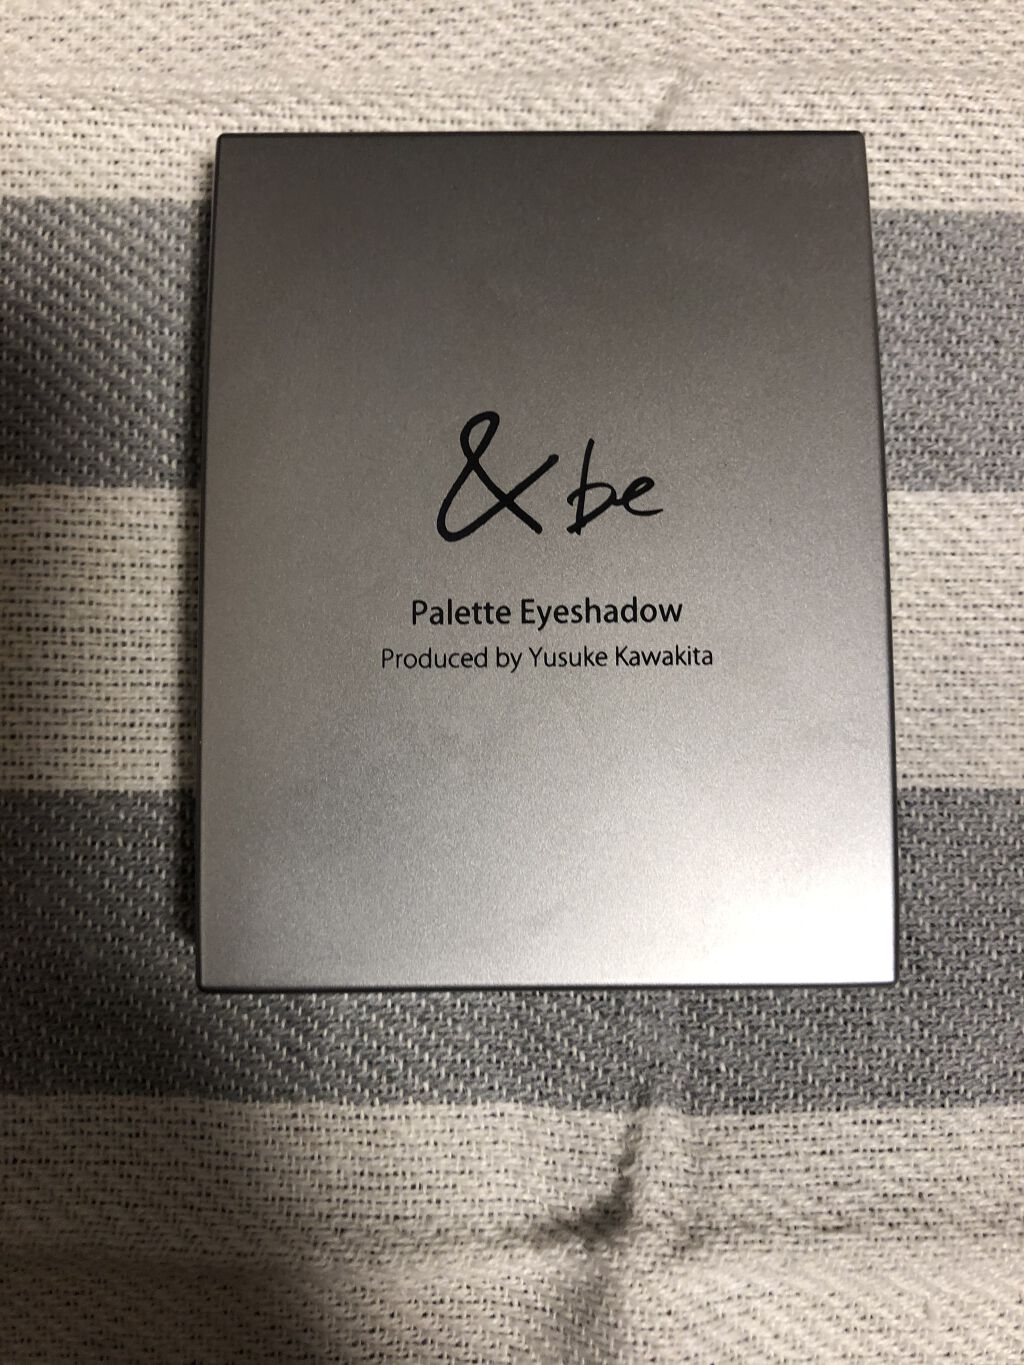 &be
Palette Eyeshadow
Produced by Yusuke Kawakita